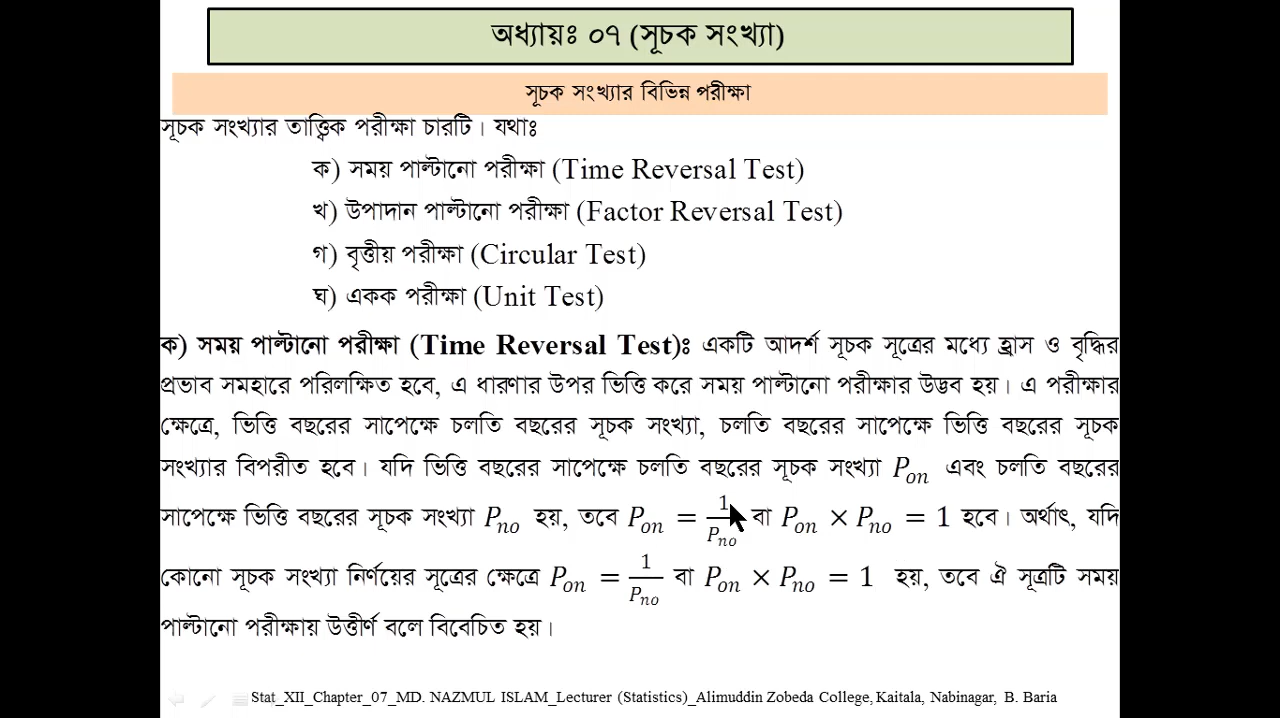 অধ্যায়ঃ ০৭ (সূচক সংখ্যা)
সূচক সংখ্যার বিভিন্ন পরীক্ষা
সূচক সংখ্যার তাত্ত্বিক পরীক্ষা চারটি। যথাঃ
ক) সময় পাল্টানো পরীক্ষা (Time Reversal Test)
খ) উপাদান পাল্টানো পরীক্ষা (Factor Reversal Test)
গ) বৃত্তীয় পরীক্ষা (Circular Test)
ঘ) একক পরীক্ষা (Unit Test)
ক) সময় পাল্টানো পরীক্ষা (Time Reversal Test)ঃ একটি আদর্শ সূচক সূত্রের মধ্যে হ্রাস ও বৃদ্ধির
প্রভাব সমহারে পরিলক্ষিত হবে, এ ধারণার উপর ভিত্তি করে সময় পাল্টানো পরীক্ষার উদ্ভব হয়। এ পরীক্ষার
ক্ষেত্রে, ভিত্তি বছরের সাপেক্ষে চলতি বছরের সূচক সংখ্যা, চলতি বছরের সাপেক্ষে ভিত্তি বছরের সূচক
সংখ্যার বিপরীত হবে। যদি ভিত্তি বছরের সাপেক্ষে চলতি বছরের সূচক সংখ্যা P_on এবং চলতি বছরের
সাপেক্ষে ভিত্তি বছরের সূচক সংখ্যা P_no হয়, তবে P_on = 1/P_no বা P_on × P_no = 1 হবে। অর্থাৎ, যদি
কোনো সূচক সংখ্যা নির্ণয়ের সূত্রের ক্ষেত্রে P_on = 1/P_no বা P_on × P_no = 1 হয়, তবে ঐ সূত্রটি সময়
পাল্টানো পরীক্ষায় উত্তীর্ণ বলে বিবেচিত হয়।
Stat_XII_Chapter_07_MD. NAZMUL ISLAM_Lecturer (Statistics)_Alimuddin Zobeda College, Kaitala, Nabinagar, B. Baria